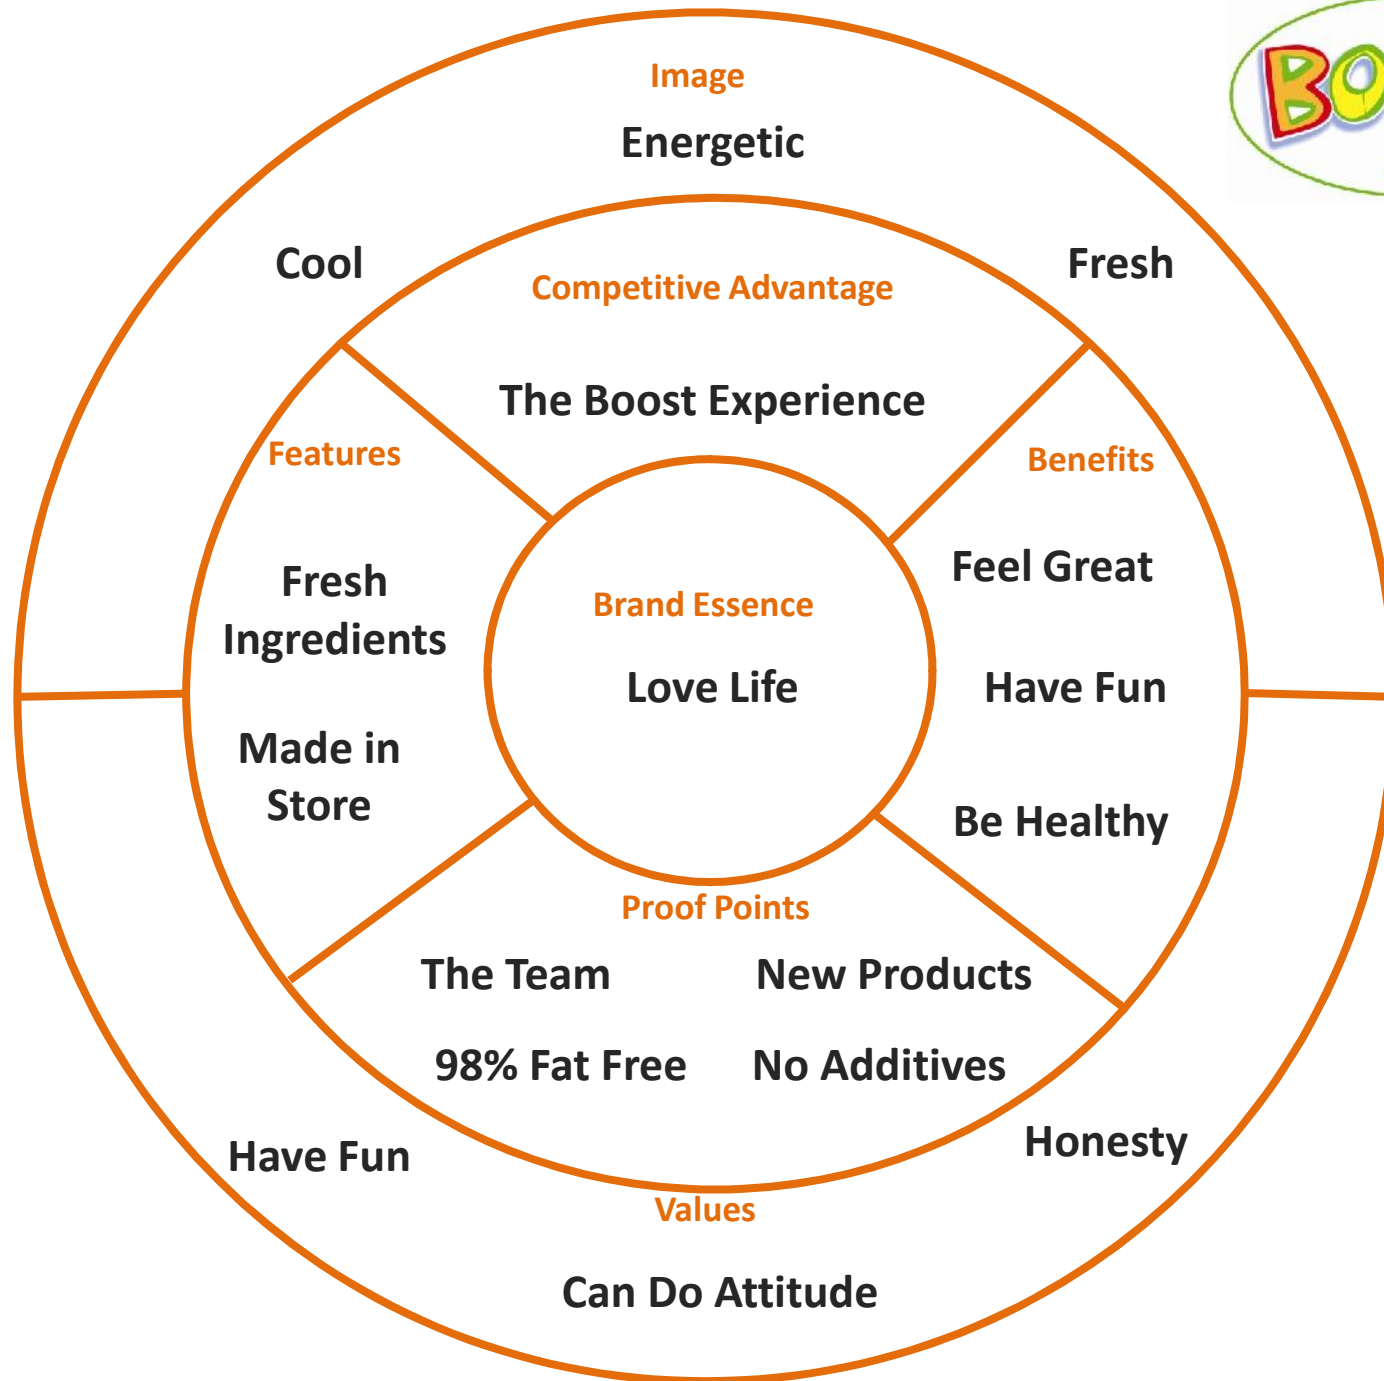 Image
Energetic
Cool
Fresh
Competitive Advantage
The Boost Experience
Features
Benefits
Fresh
Ingredients
Made in
Store
Brand Essence
Love Life
Feel Great
Have Fun
Be Healthy
Proof Points
The Team
New Products
98% Fat Free
No Additives
Have Fun
Honesty
Values
Can Do Attitude